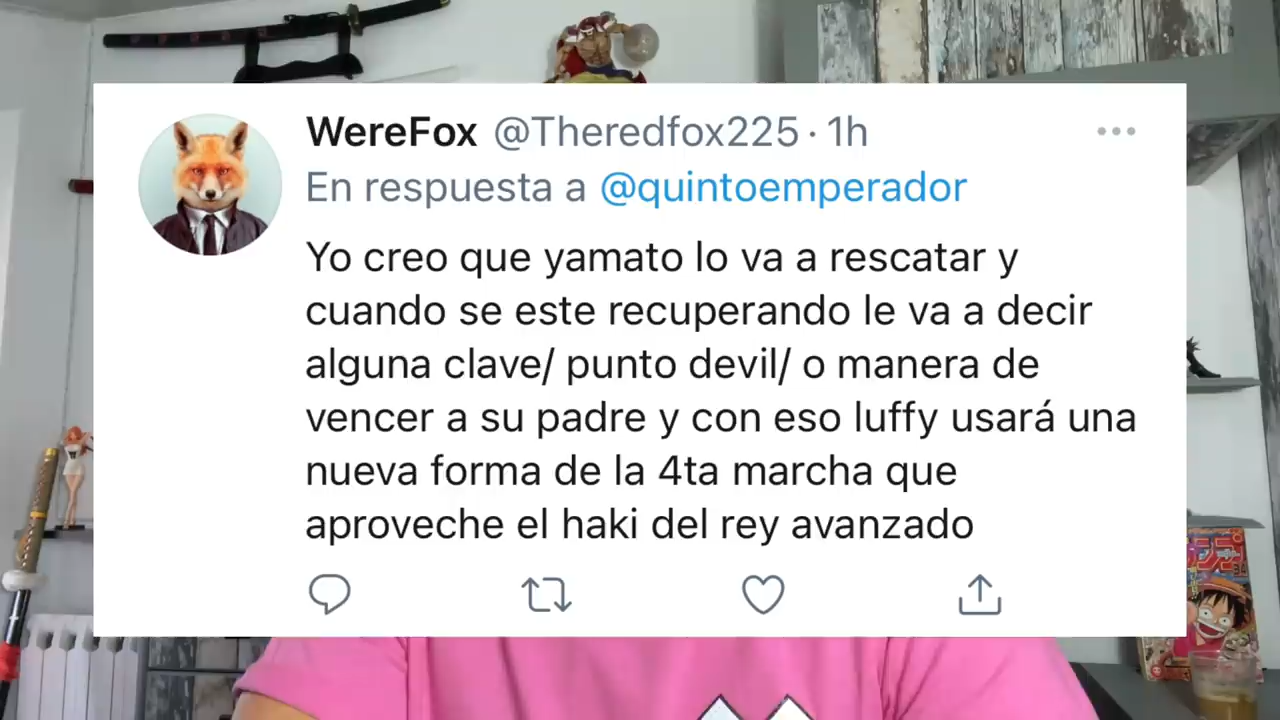 WereFox @Theredfox225 · 1h
En respuesta a @quintoemperador
Yo creo que yamato lo va a rescatar y
cuando se este recuperando le va a decir
alguna clave/ punto devil/ o manera de
vencer a su padre y con eso luffy usará una
nueva forma de la 4ta marcha que
aproveche el haki del rey avanzado